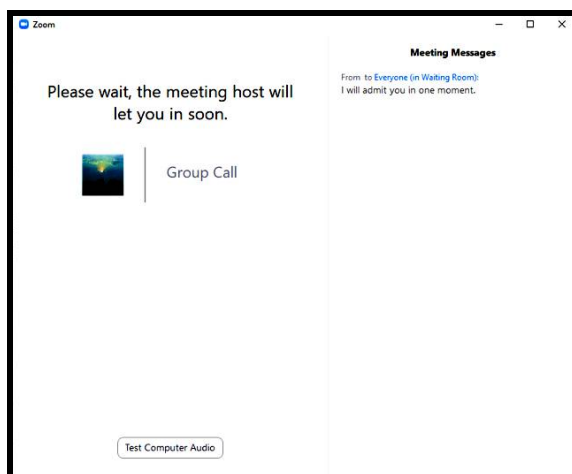 Zoom
Please wait, the meeting host will
let you in soon.
Group Call
Test Computer Audio
Meeting Messages
From to Everyone (in Waiting Room):
I will admit you in one moment.